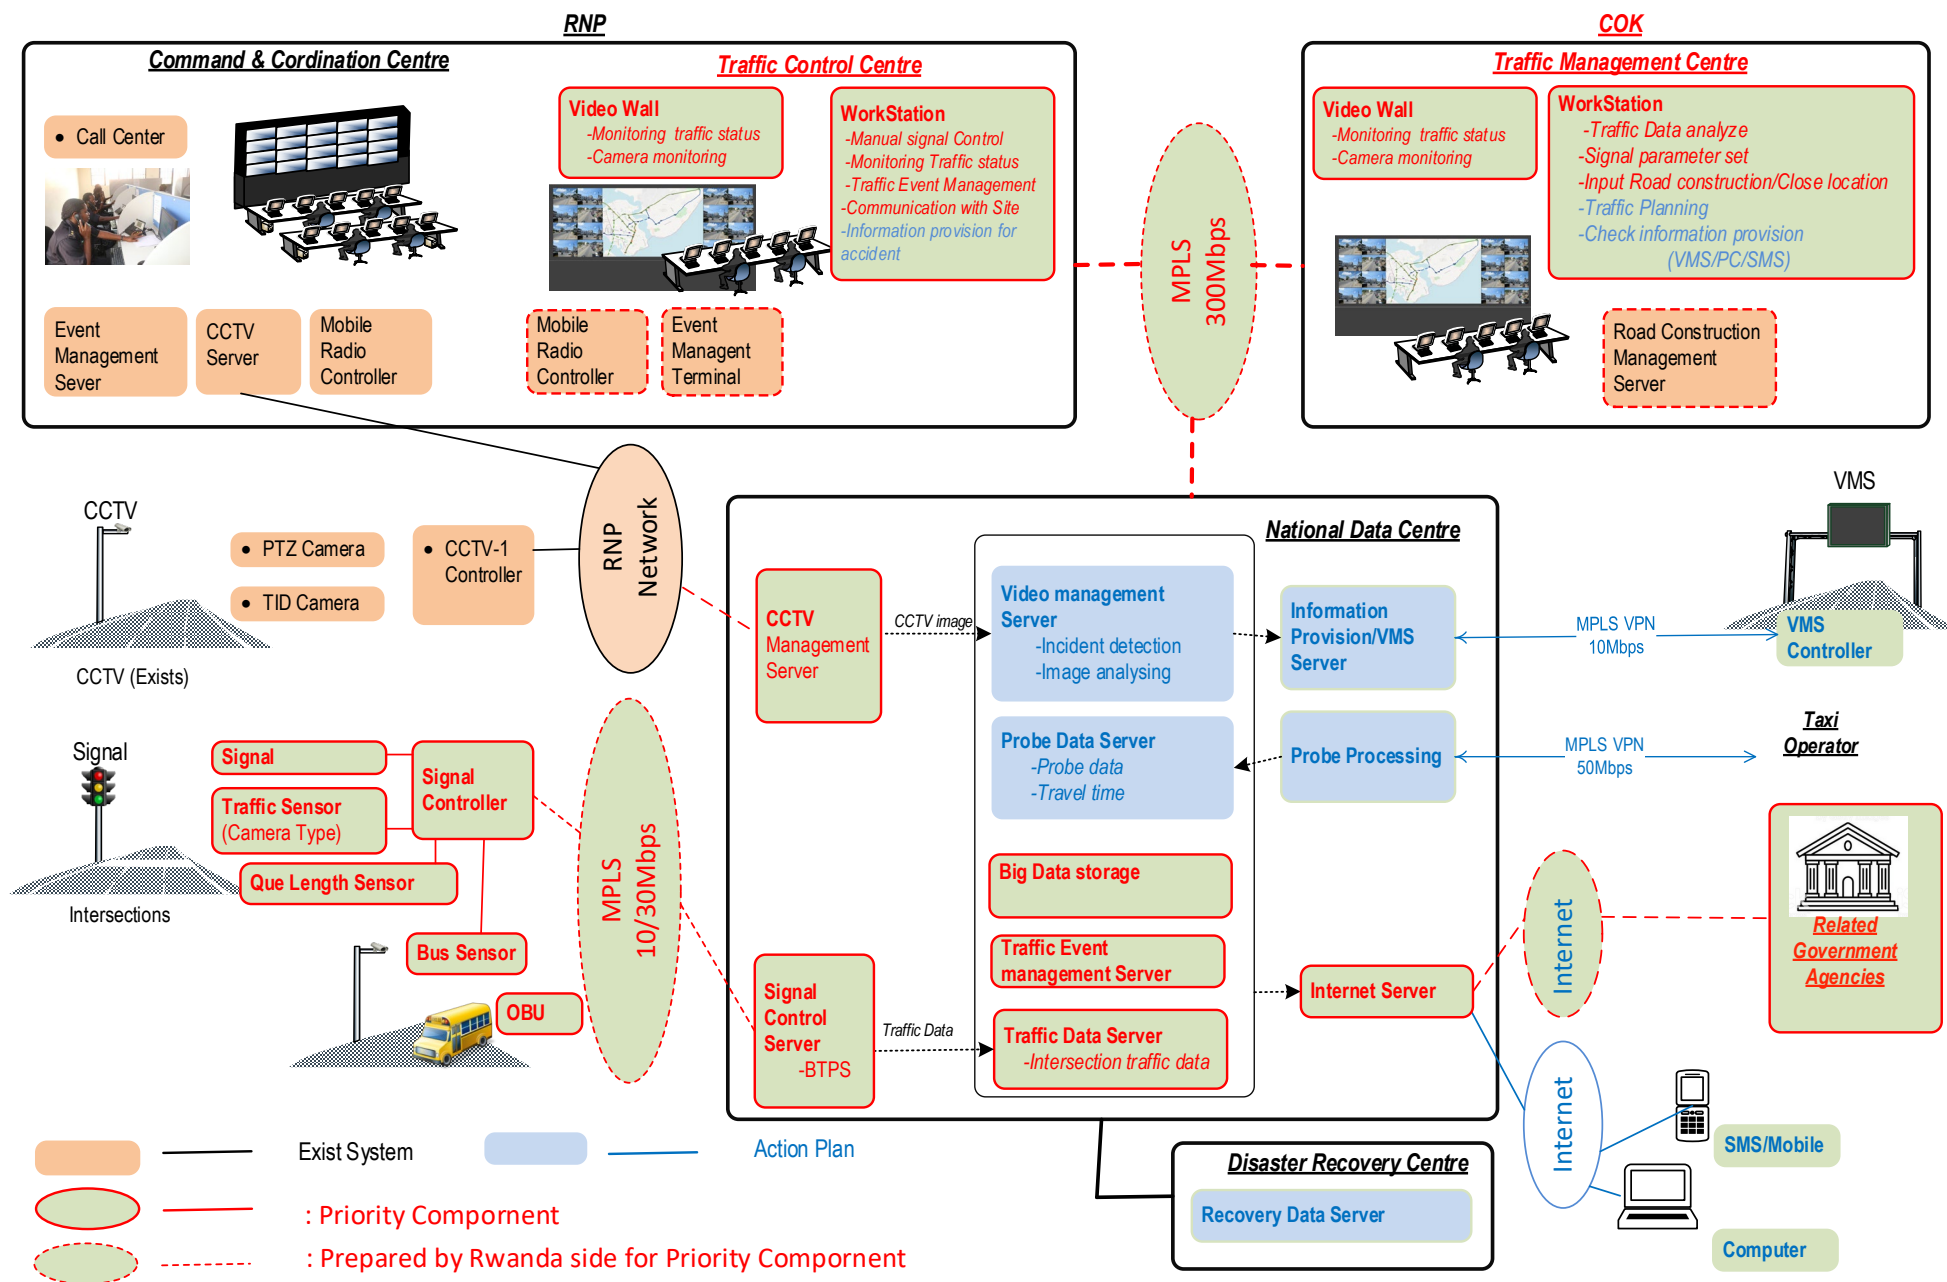 RNP
Command & Cordination Centre
• Call Center
Event
Management
Sever
CCTV
Server
Mobile
Radio
Controller
Traffic Control Centre
Video Wall
-Monitoring traffic status
-Camera monitoring
WorkStation
-Manual signal Control
-Monitoring Traffic status
-Traffic Event Management
-Communication with Site
-Information provision for
accident
Mobile
Radio
Controller
Event
Managent
Terminal
MPLS
300Mbps
COK
Traffic Management Centre
Video Wall
-Monitoring traffic status
-Camera monitoring
WorkStation
-Traffic Data analyze
-Signal parameter set
-Input Road construction/Close location
-Traffic Planning
-Check information provision
(VMS/PC/SMS)
Road Construction
Management
Server
CCTV
CCTV (Exists)
• PTZ Camera
• TID Camera
• CCTV-1
Controller
RNP
Network
Signal
Intersections
Signal
Traffic Sensor
(Camera Type)
Que Length Sensor
Signal
Controller
Bus Sensor
OBU
MPLS
10/30Mbps
National Data Centre
CCTV
Management
Server
CCTV image
Video management
Server
-Incident detection
-Image analysing
Information
Provision/VMS
Server
MPLS VPN
10Mbps
VMS
VMS
Controller
Probe Data Server
-Probe data
-Travel time
Probe Processing
MPLS VPN
50Mbps
Taxi
Operator
Big Data storage
Traffic Event
management Server
Signal
Control
Server
-BTPS
Traffic Data
Traffic Data Server
-Intersection traffic data
Internet Server
Internet
Related
Government
Agencies
Internet
SMS/Mobile
Computer
Disaster Recovery Centre
Recovery Data Server
Exist System
Action Plan
: Priority Compornent
: Prepared by Rwanda side for Priority Compornent